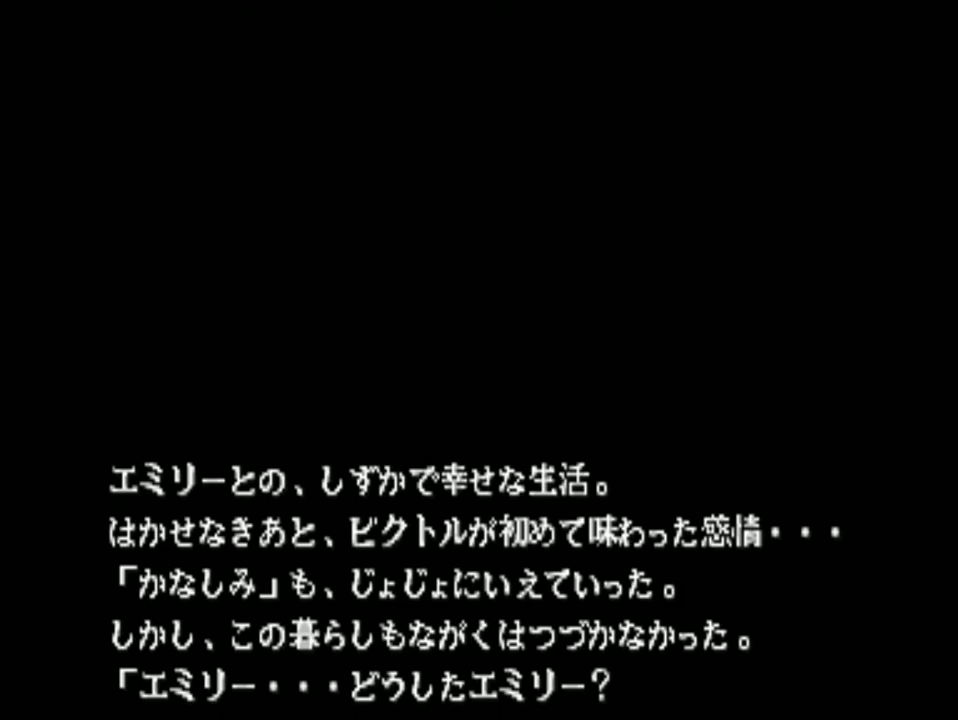 エミリーとの、しずかで幸せな生活。
はかせなきあと、ビクトルが初めて味わった感情・・・
「かなしみ」も、じょじょにいえていった。
しかし、この暮らしもながくはつづかなかった。
「エミリー・・・どうしたエミリー？